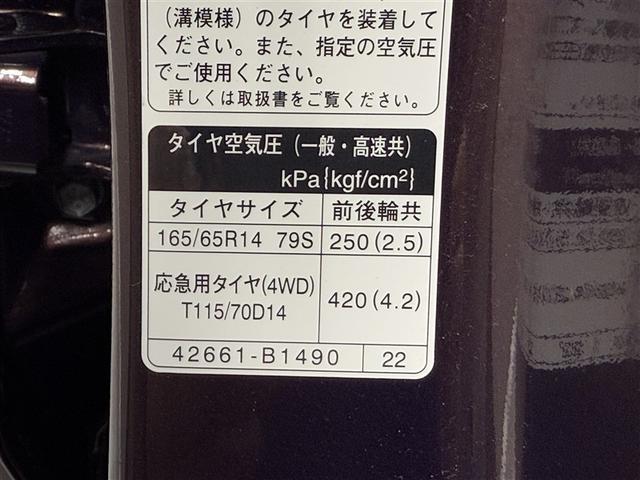 （溝模様）のタイヤを装着して
ください。また、指定の空気圧
でご使用ください。
詳しくは取扱書をご覧ください。
タイヤ空気圧（一般・高速共）
kPa{kgf/cm²}
タイヤサイズ 前後輪共
165/65R14 79S 250(2.5)
応急用タイヤ(4WD)
T115/70D14 420(4.2)
42661-B1490 22